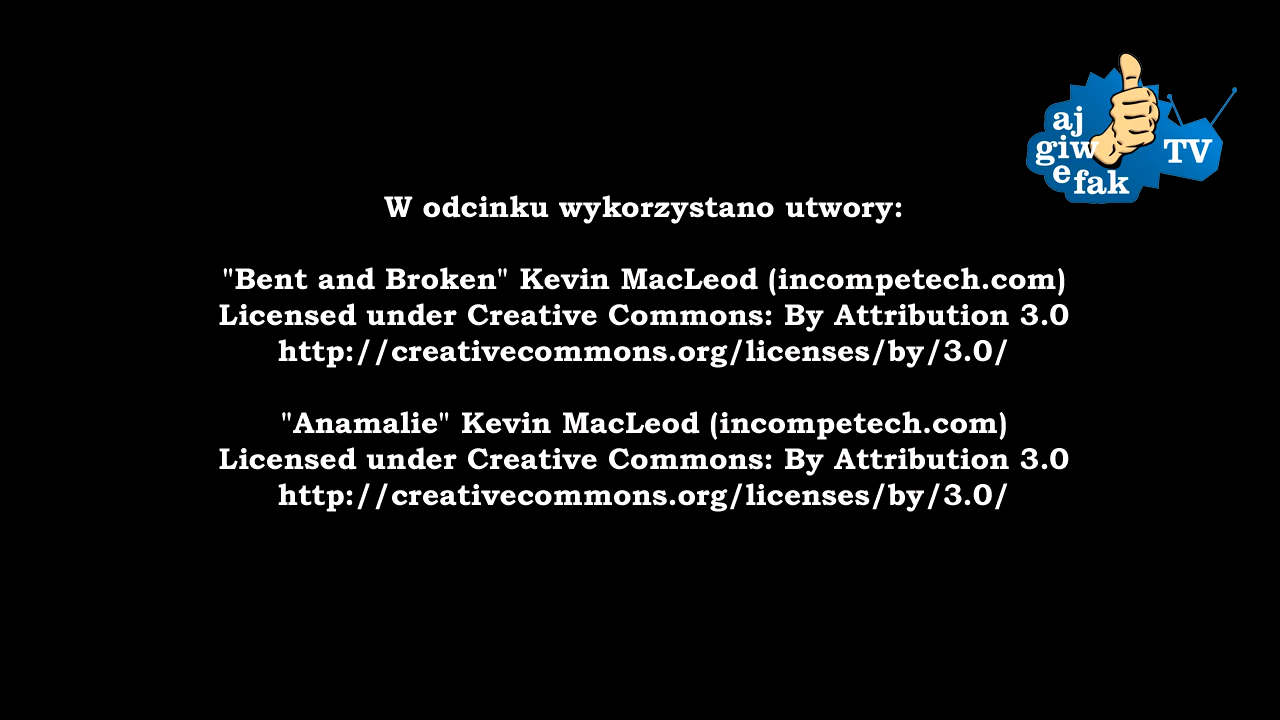 aj
giw
e fak
TV
W odcinku wykorzystano utwory:
"Bent and Broken" Kevin MacLeod (incompetech.com)
Licensed under Creative Commons: By Attribution 3.0
http://creativecommons.org/licenses/by/3.0/
"Anamalie" Kevin MacLeod (incompetech.com)
Licensed under Creative Commons: By Attribution 3.0
http://creativecommons.org/licenses/by/3.0/